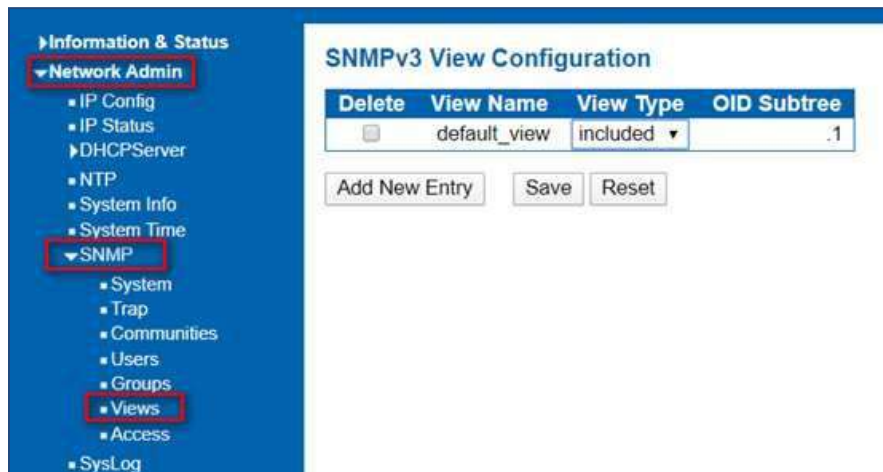 Information & Status
Network Admin
IP Config
IP Status
DHCPServer
NTP
System Info
System Time
SNMP
System
Trap
Communities
Users
Groups
Views
Access
SysLog
SNMPv3 View Configuration
Delete View Name View Type OID Subtree
default_view included .1
Add New Entry Save Reset